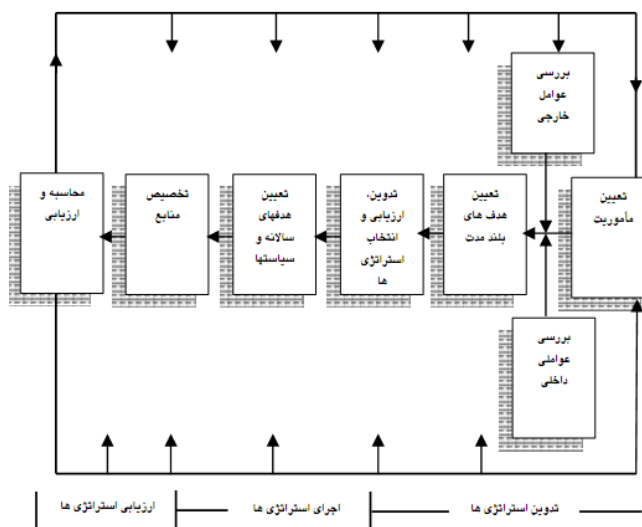 بررسی
عوامل
خارجی
تعیین
مأموریت
تعیین
هدف های
بلند مدت
تدوین،
ارزیابی و
انتخاب
استراتژی
ها
تعیین
هدفهای
سالانه و
سیاستها
تخصیص
منابع
محاسبه و
ارزیابی
بررسی
عواملی
داخلی
تدوین استراتژی ها
اجرای استراتژی ها
ارزیابی استراتژی ها